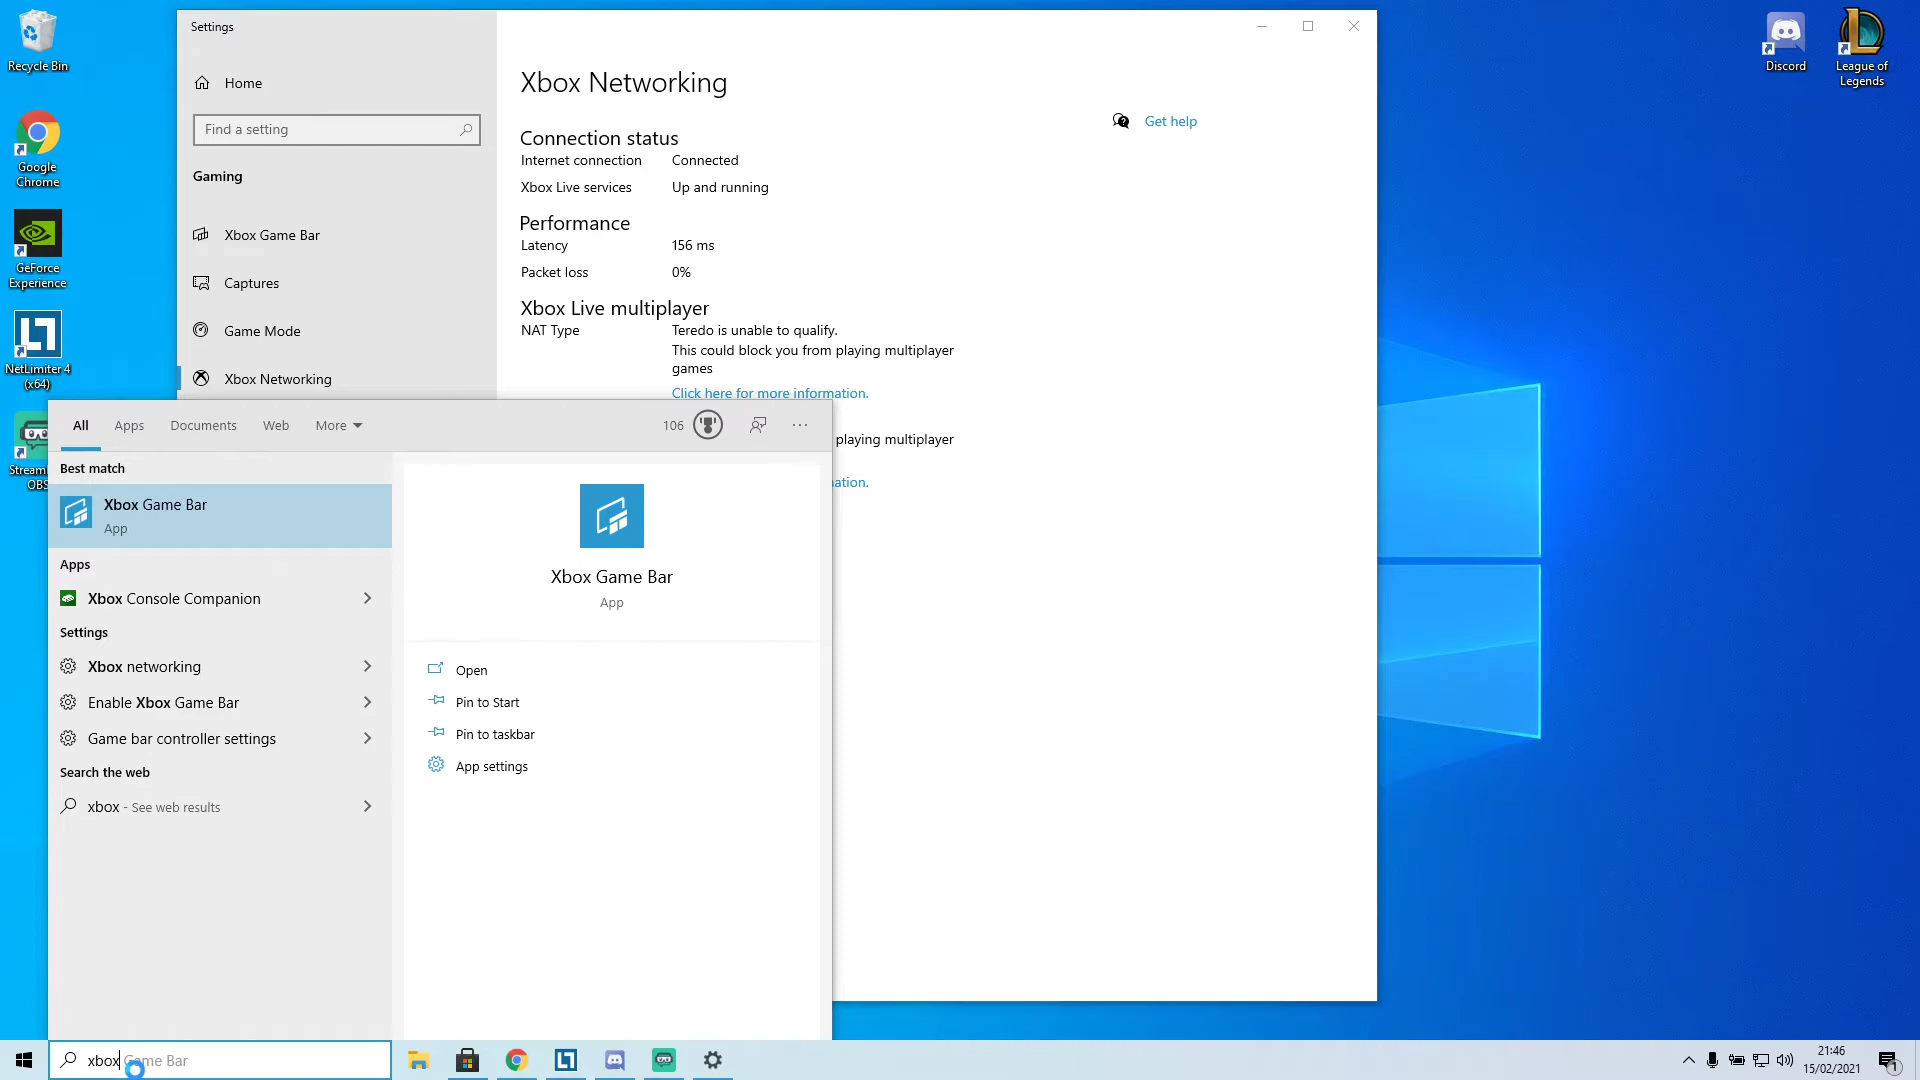 Recycle Bin
Google
Chrome
GeForce
Experience
NetLimiter 4
(x64)
Streaml
OBS
Discord
League of
Legends
Settings
Home
Find a setting
Gaming
Xbox Game Bar
Captures
Game Mode
Xbox Networking
Xbox Networking
Get help
Connection status
Internet connection Connected
Xbox Live services Up and running
Performance
Latency 156 ms
Packet loss 0%
Xbox Live multiplayer
NAT Type Teredo is unable to qualify.
This could block you from playing multiplayer
games
Click here for more information.
playing multiplayer
ation.
All Apps Documents Web More 106 ...
Best match
Xbox Game Bar
App
Apps
Xbox Console Companion
Settings
Xbox networking
Enable Xbox Game Bar
Game bar controller settings
Search the web
xbox - See web results
Xbox Game Bar
App
Open
Pin to Start
Pin to taskbar
App settings
xbox Game Bar
21:46
15/02/2021
1